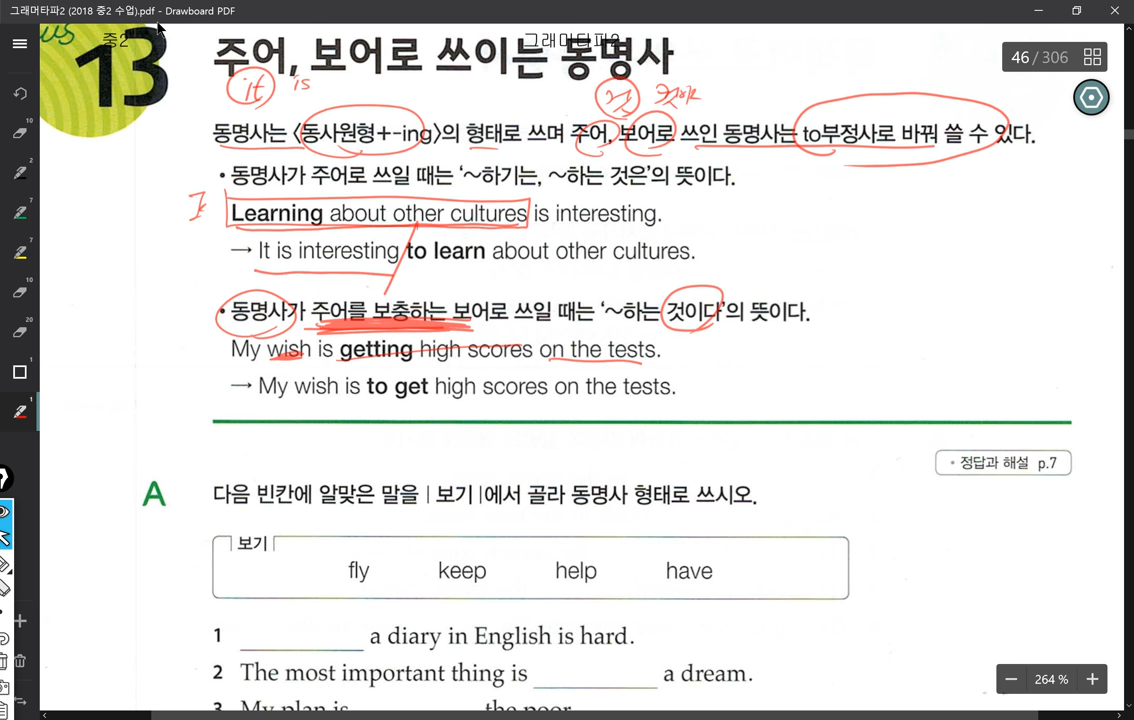 그래머타파2 (2018 중2 수업).pdf - Drawboard PDF
중2
그래머타파2
46 / 306
13 주어, 보어로 쓰이는 동명사
it is
동명사는 〈동사원형+-ing〉의 형태로 쓰며 주어, 보어로 쓰인 동명사는 to부정사로 바꿔 쓸 수 있다.
• 동명사가 주어로 쓰일 때는 '～하기는, ～하는 것은'의 뜻이다.
Learning about other cultures is interesting.
→ It is interesting to learn about other cultures.
• 동명사가 주어를 보충하는 보어로 쓰일 때는 '～하는 것이다'의 뜻이다.
My wish is getting high scores on the tests.
→ My wish is to get high scores on the tests.
• 정답과 해설 p.7
A 다음 빈칸에 알맞은 말을 | 보기 |에서 골라 동명사 형태로 쓰시오.
보기
fly keep help have
1 ____________ a diary in English is hard.
2 The most important thing is ____________ a dream.
3 My plan is ____________ the poor
264 %